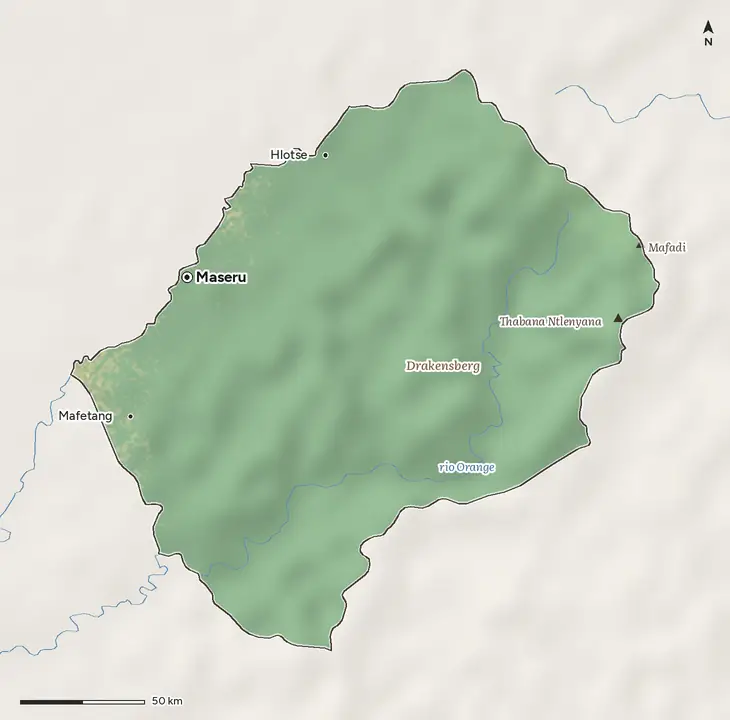 N
Hlotse
Mafadi
Maseru
Thabana Ntlenyana
Drakensberg
Mafetang
rio Orange
50 km